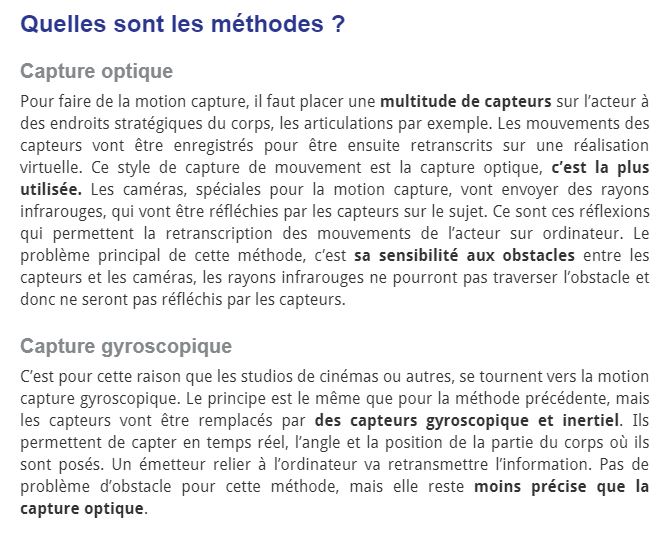 Quelles sont les méthodes ?
Capture optique
Pour faire de la motion capture, il faut placer une multitude de capteurs sur l’acteur à
des endroits stratégiques du corps, les articulations par exemple. Les mouvements des
capteurs vont être enregistrés pour être ensuite retranscrits sur une réalisation
virtuelle. Ce style de capture de mouvement est la capture optique, c’est la plus
utilisée. Les caméras, spéciales pour la motion capture, vont envoyer des rayons
infrarouges, qui vont être réfléchies par les capteurs sur le sujet. Ce sont ces réflexions
qui permettent la retranscription des mouvements de l’acteur sur ordinateur. Le
problème principal de cette méthode, c’est sa sensibilité aux obstacles entre les
capteurs et les caméras, les rayons infrarouges ne pourront pas traverser l’obstacle et
donc ne seront pas réfléchis par les capteurs.
Capture gyroscopique
C’est pour cette raison que les studios de cinémas ou autres, se tournent vers la motion
capture gyroscopique. Le principe est le même que pour la méthode précédente, mais
les capteurs vont être remplacés par des capteurs gyroscopique et inertiel. Ils
permettent de capter en temps réel, l’angle et la position de la partie du corps où ils
sont posés. Un émetteur relier à l’ordinateur va retransmettre l’information. Pas de
problème d’obstacle pour cette méthode, mais elle reste moins précise que la
capture optique.